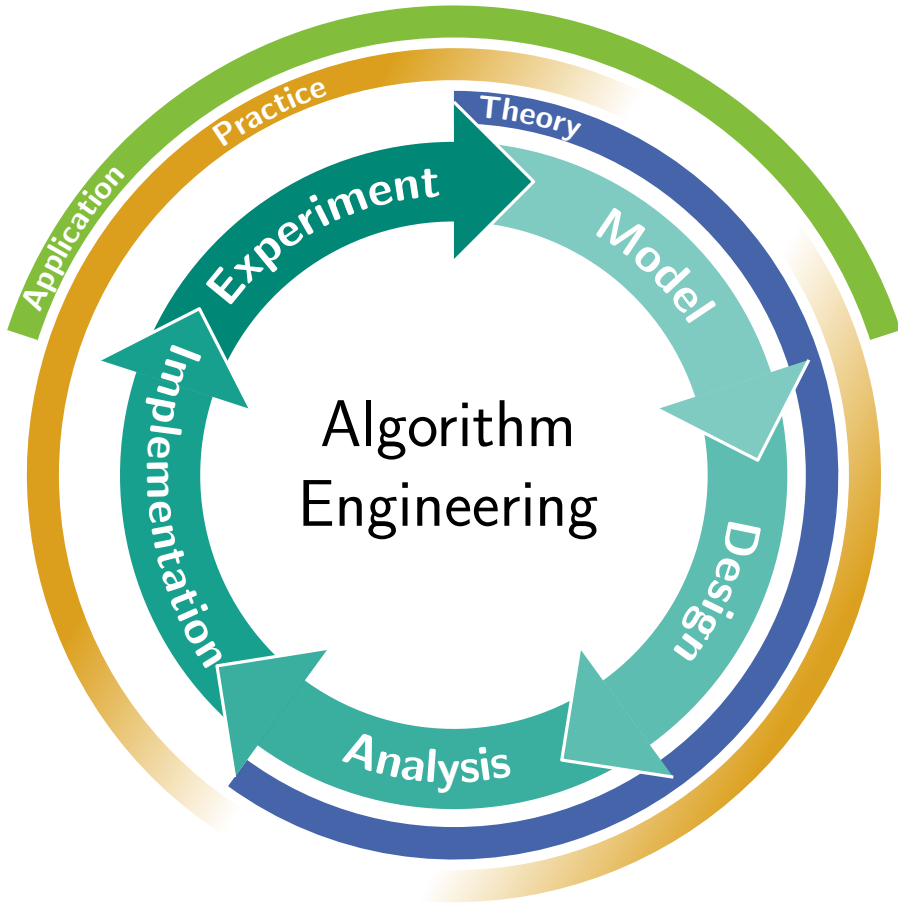 Application
Practice
Theory
Experiment
Model
Implementation
Algorithm
Engineering
Design
Analysis